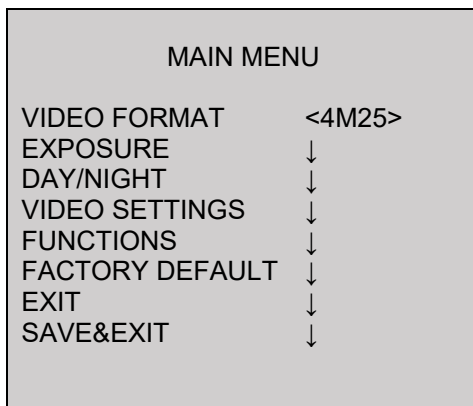 MAIN MENU
VIDEO FORMAT <4M25>
EXPOSURE ↓
DAY/NIGHT ↓
VIDEO SETTINGS ↓
FUNCTIONS ↓
FACTORY DEFAULT ↓
EXIT ↓
SAVE&EXIT ↓